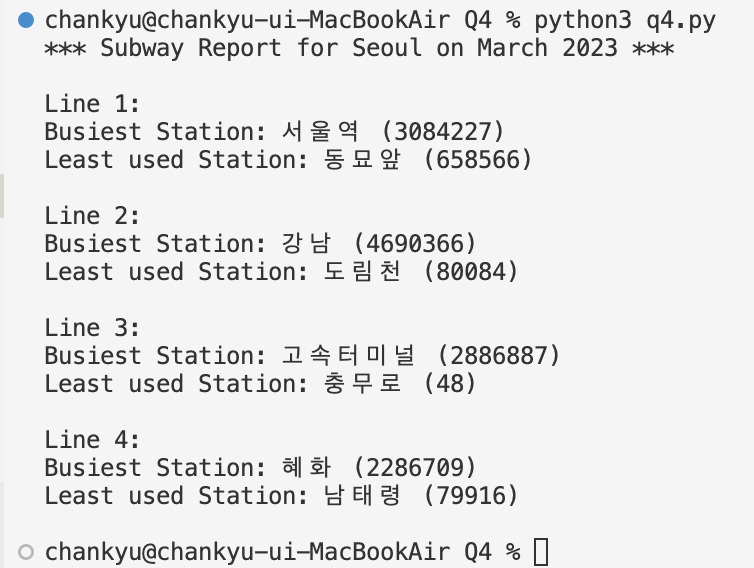 chankyu@chankyu-ui-MacBookAir Q4 % python3 q4.py
*** Subway Report for Seoul on March 2023 ***
Line 1:
Busiest Station: 서울역 (3084227)
Least used Station: 동묘앞 (658566)
Line 2:
Busiest Station: 강남 (4690366)
Least used Station: 도림천 (80084)
Line 3:
Busiest Station: 고속터미널 (2886887)
Least used Station: 충무로 (48)
Line 4:
Busiest Station: 혜화 (2286709)
Least used Station: 남태령 (79916)
chankyu@chankyu-ui-MacBookAir Q4 %